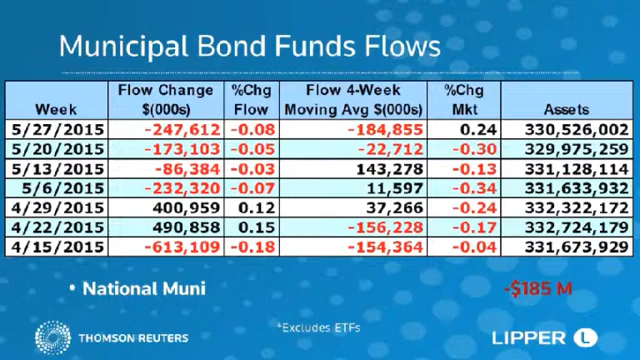 Municipal Bond Funds Flows
Week Flow Change $(000s) %Chg Flow Flow 4-Week Moving Avg $(000s) %Chg Mkt Assets
5/27/2015 -247,612 -0.08 -184,855 0.24 330,526,002
5/20/2015 -173,103 -0.05 -22,712 -0.30 329,975,259
5/13/2015 -86,384 -0.03 143,278 -0.13 331,128,114
5/6/2015 -232,320 -0.07 11,597 -0.34 331,633,932
4/29/2015 400,959 0.12 37,266 -0.24 332,322,172
4/22/2015 490,858 0.15 -156,228 -0.17 332,724,179
4/15/2015 -613,109 -0.18 -154,364 -0.04 331,673,929
• National Muni -$185 M
*Excludes ETFs
THOMSON REUTERS
LIPPER L